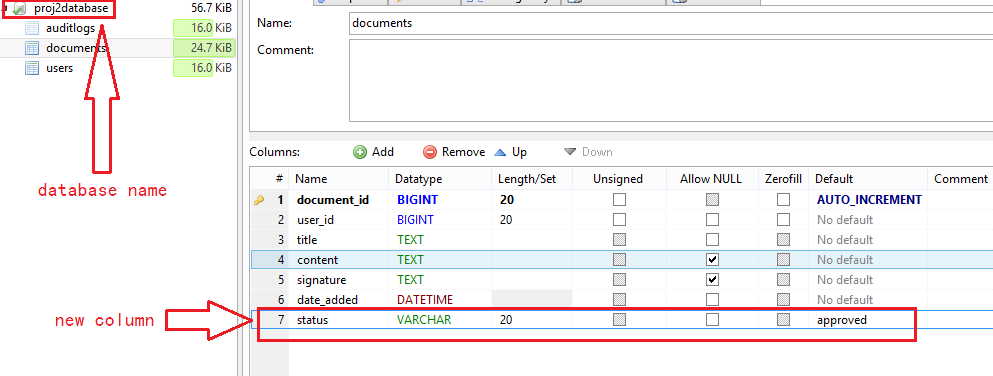 proj2database 56.7 KiB
auditlogs 16.0 KiB
documents 24.7 KiB
users 16.0 KiB
database name
new column
Name: documents
Comment:
Columns: Add Remove Up Down
# Name Datatype Length/Set Unsigned Allow NULL Zerofill Default Comment
1 document_id BIGINT 20 AUTO_INCREMENT
2 user_id BIGINT 20 No default
3 title TEXT No default
4 content TEXT No default
5 signature TEXT No default
6 date_added DATETIME No default
7 status VARCHAR 20 approved